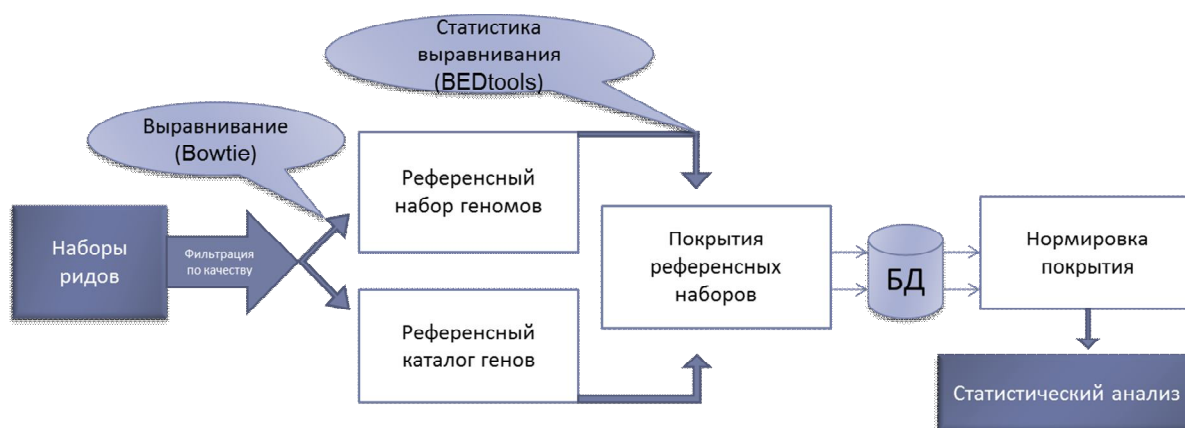 Статистика
выравнивания
(BEDtools)
Выравнивание
(Bowtie)
Референсный
набор геномов
Наборы
ридов
Фильтрация
по качеству
Покрытия
референсных
наборов
БД
Нормировка
покрытия
Референсный
каталог генов
Статистический анализ